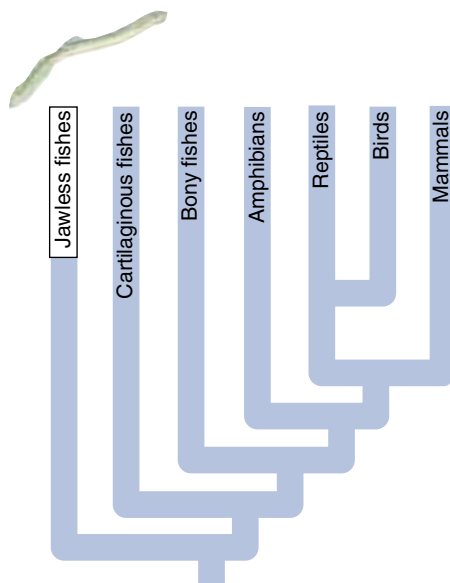 Jawless fishes
Cartilaginous fishes
Bony fishes
Amphibians
Reptiles
Birds
Mammals